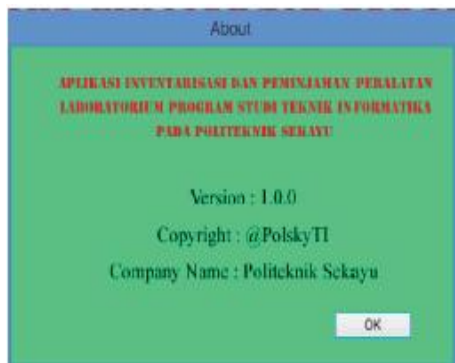 About
APLIKASI INVENTARISASI DAN PEMINJAMAN PERALATAN
LABORATORIUM PROGRAM STUDI TEKNIK INFORMATIKA
PADA POLITEKNIK SEKAYU
Version : 1.0.0
Copyright : @PolskyTI
Company Name : Politeknik Sekayu
OK